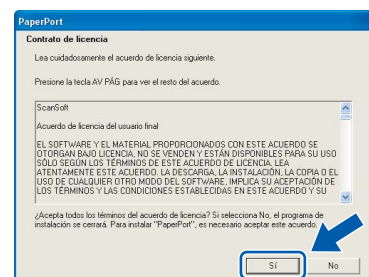 PaperPort
Contrato de licencia
Lea cuidadosamente el acuerdo de licencia siguiente.
Presione la tecla AV PÁG para ver el resto del acuerdo.
ScanSoft
Acuerdo de licencia del usuario final
EL SOFTWARE Y EL MATERIAL PROPORCIONADOS CON ESTE ACUERDO SE
OTORGAN BAJO LICENCIA, NO SE VENDEN Y ESTÁN DISPONIBLES PARA SU USO
SÓLO SEGÚN LOS TÉRMINOS DE ESTE ACUERDO DE LICENCIA. LEA
ATENTAMENTE ESTE ACUERDO. LA DESCARGA, LA INSTALACIÓN, LA COPIA O EL
USO DE CUALQUIER OTRO MODO DEL SOFTWARE, IMPLICA SU ACEPTACIÓN DE
LOS TÉRMINOS Y LAS CONDICIONES ESTABLECIDAS EN ESTE ACUERDO Y SU
¿Acepta todos los términos del acuerdo de licencia? Si selecciona No, el programa de
instalación se cerrará. Para instalar "PaperPort", es necesario aceptar este acuerdo.
Sí
No